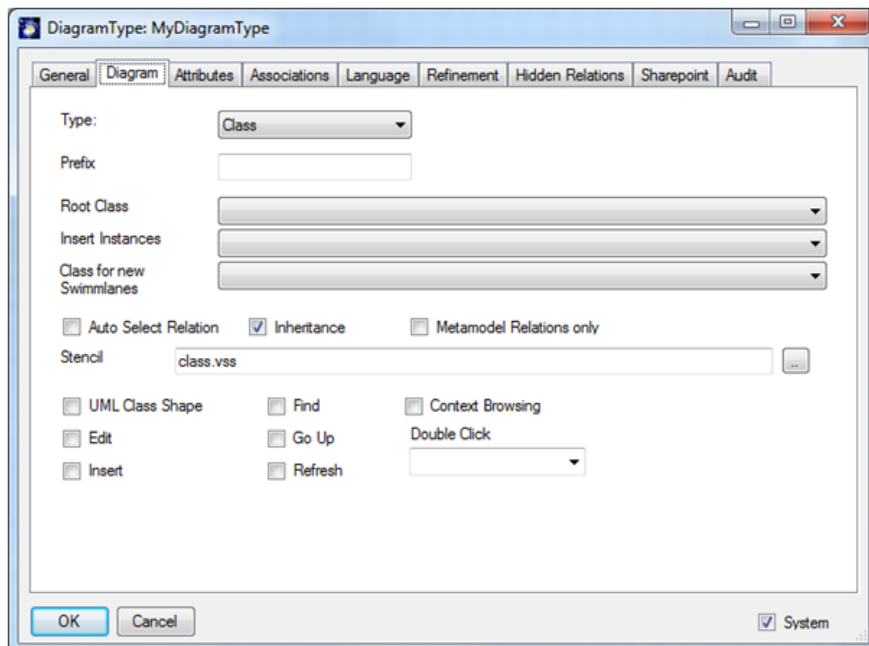 DiagramType: MyDiagramType
General Diagram Attributes Associations Language Refinement Hidden Relations Sharepoint Audit
Type: Class
Prefix
Root Class
Insert Instances
Class for new
Swimmlanes
Auto Select Relation Inheritance Metamodel Relations only
Stencil class.vss ..
UML Class Shape Find Context Browsing
Edit Go Up Double Click
Insert Refresh
OK Cancel System